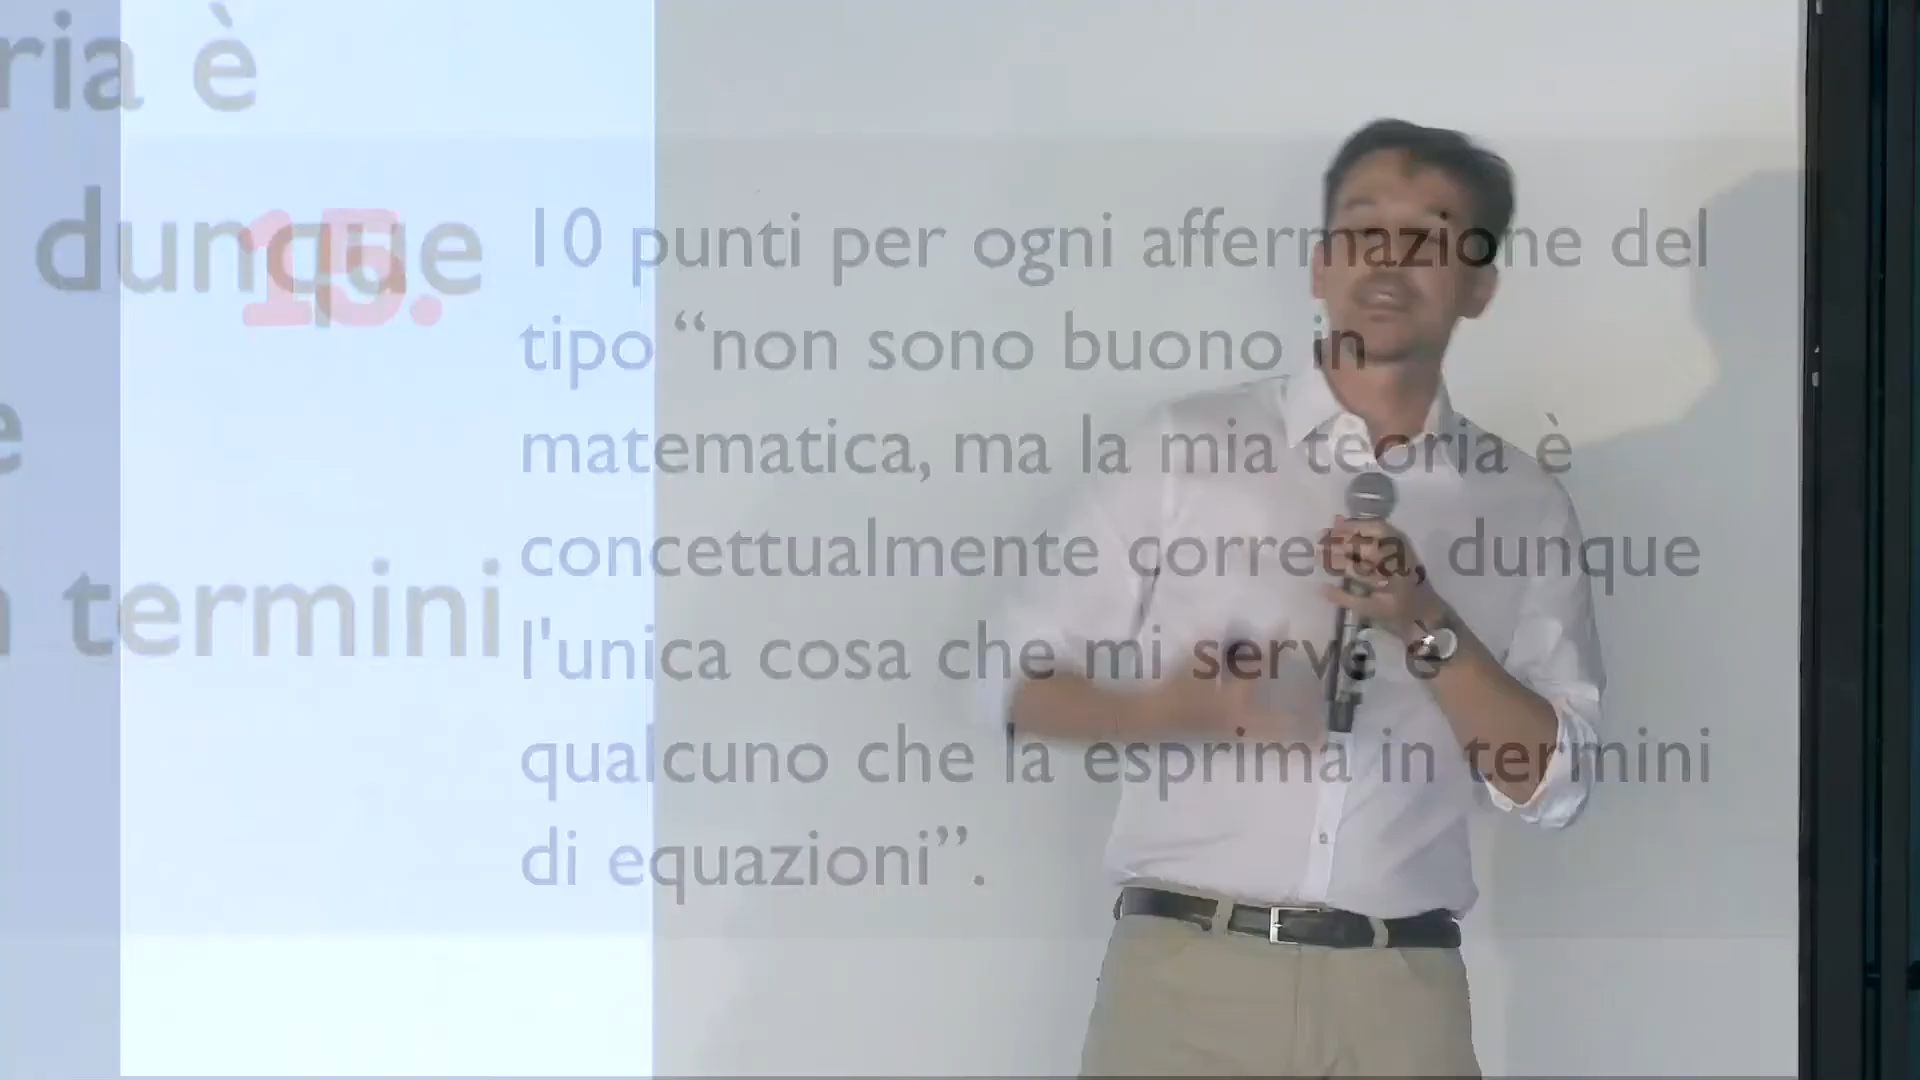 ria è
dunque
e
termini
15.
10 punti per ogni affermazione del
tipo “non sono buono in
matematica, ma la mia teoria è
concettualmente corretta, dunque
l'unica cosa che mi serve è
qualcuno che la esprima in termini
di equazioni”.